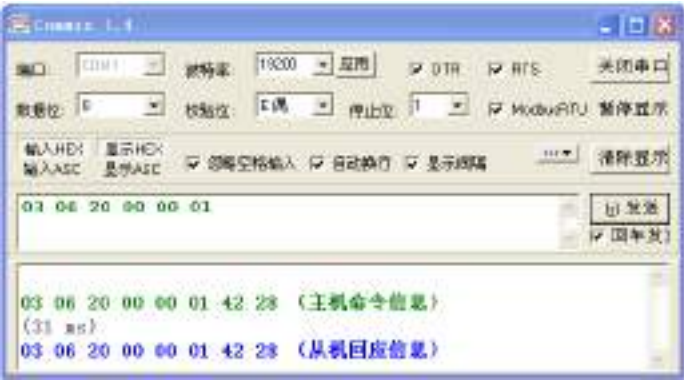 Commix 1.4
端口: COM1 波特率: 19200 应用 DTR RTS 关闭串口
数据位: 8 校验位: E偶 停止位: 1 ModbusRTU 暂停显示
输入HEX 显示HEX
输入ASC 显示ASC 忽略空格输入 自动换行 显示间隔 清除显示
03 06 20 00 00 01
发送
回车发
03 06 20 00 00 01 42 28 (主机命令信息)
(31 ms)
03 06 20 00 00 01 42 28 (从机回应信息)